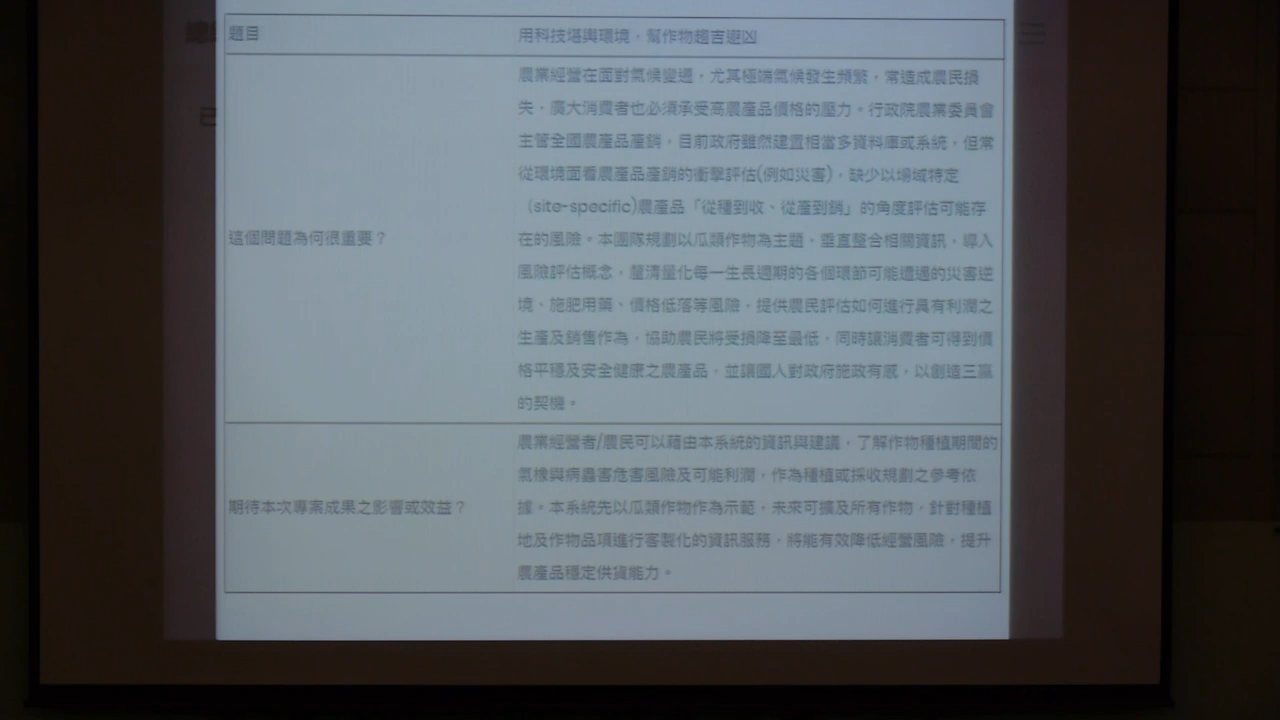 題目
用科技堪輿環境，幫作物趨吉避凶
這個問題為何很重要？
農業經營在面對氣候變遷，尤其極端氣候發生頻繁，常造成農民損
失，廣大消費者也必須承受高農產品價格的壓力。行政院農業委員會
主管全國農產品產銷，目前政府雖然建置相當多資料庫或系統，但常
從環境面看農產品產銷的衝擊評估(例如災害)，缺少以場域特定
（site-specific)農產品「從種到收、從產到銷」的角度評估可能存
在的風險。本團隊規劃以瓜類作物為主題，垂直整合相關資訊，導入
風險評估概念，釐清量化每一生長週期的各個環節可能遭遇的災害逆
境、施肥用藥、價格低落等風險，提供農民評估如何進行具有利潤之
生產及銷售作為，協助農民將受損降至最低，同時讓消費者可得到價
格平穩及安全健康之農產品，並讓國人對政府施政有感，以創造三贏
的契機。
期待本次專案成果之影響或效益？
農業經營者/農民可以藉由本系統的資訊與建議，了解作物種植期間的
氣橡與病蟲害危害風險及可能利潤，作為種植或採收規劃之參考依
據。本系統先以瓜類作物作為示範，未來可擴及所有作物，針對種植
地及作物品項進行客製化的資訊服務，將能有效降低經營風險，提升
農產品穩定供貨能力。